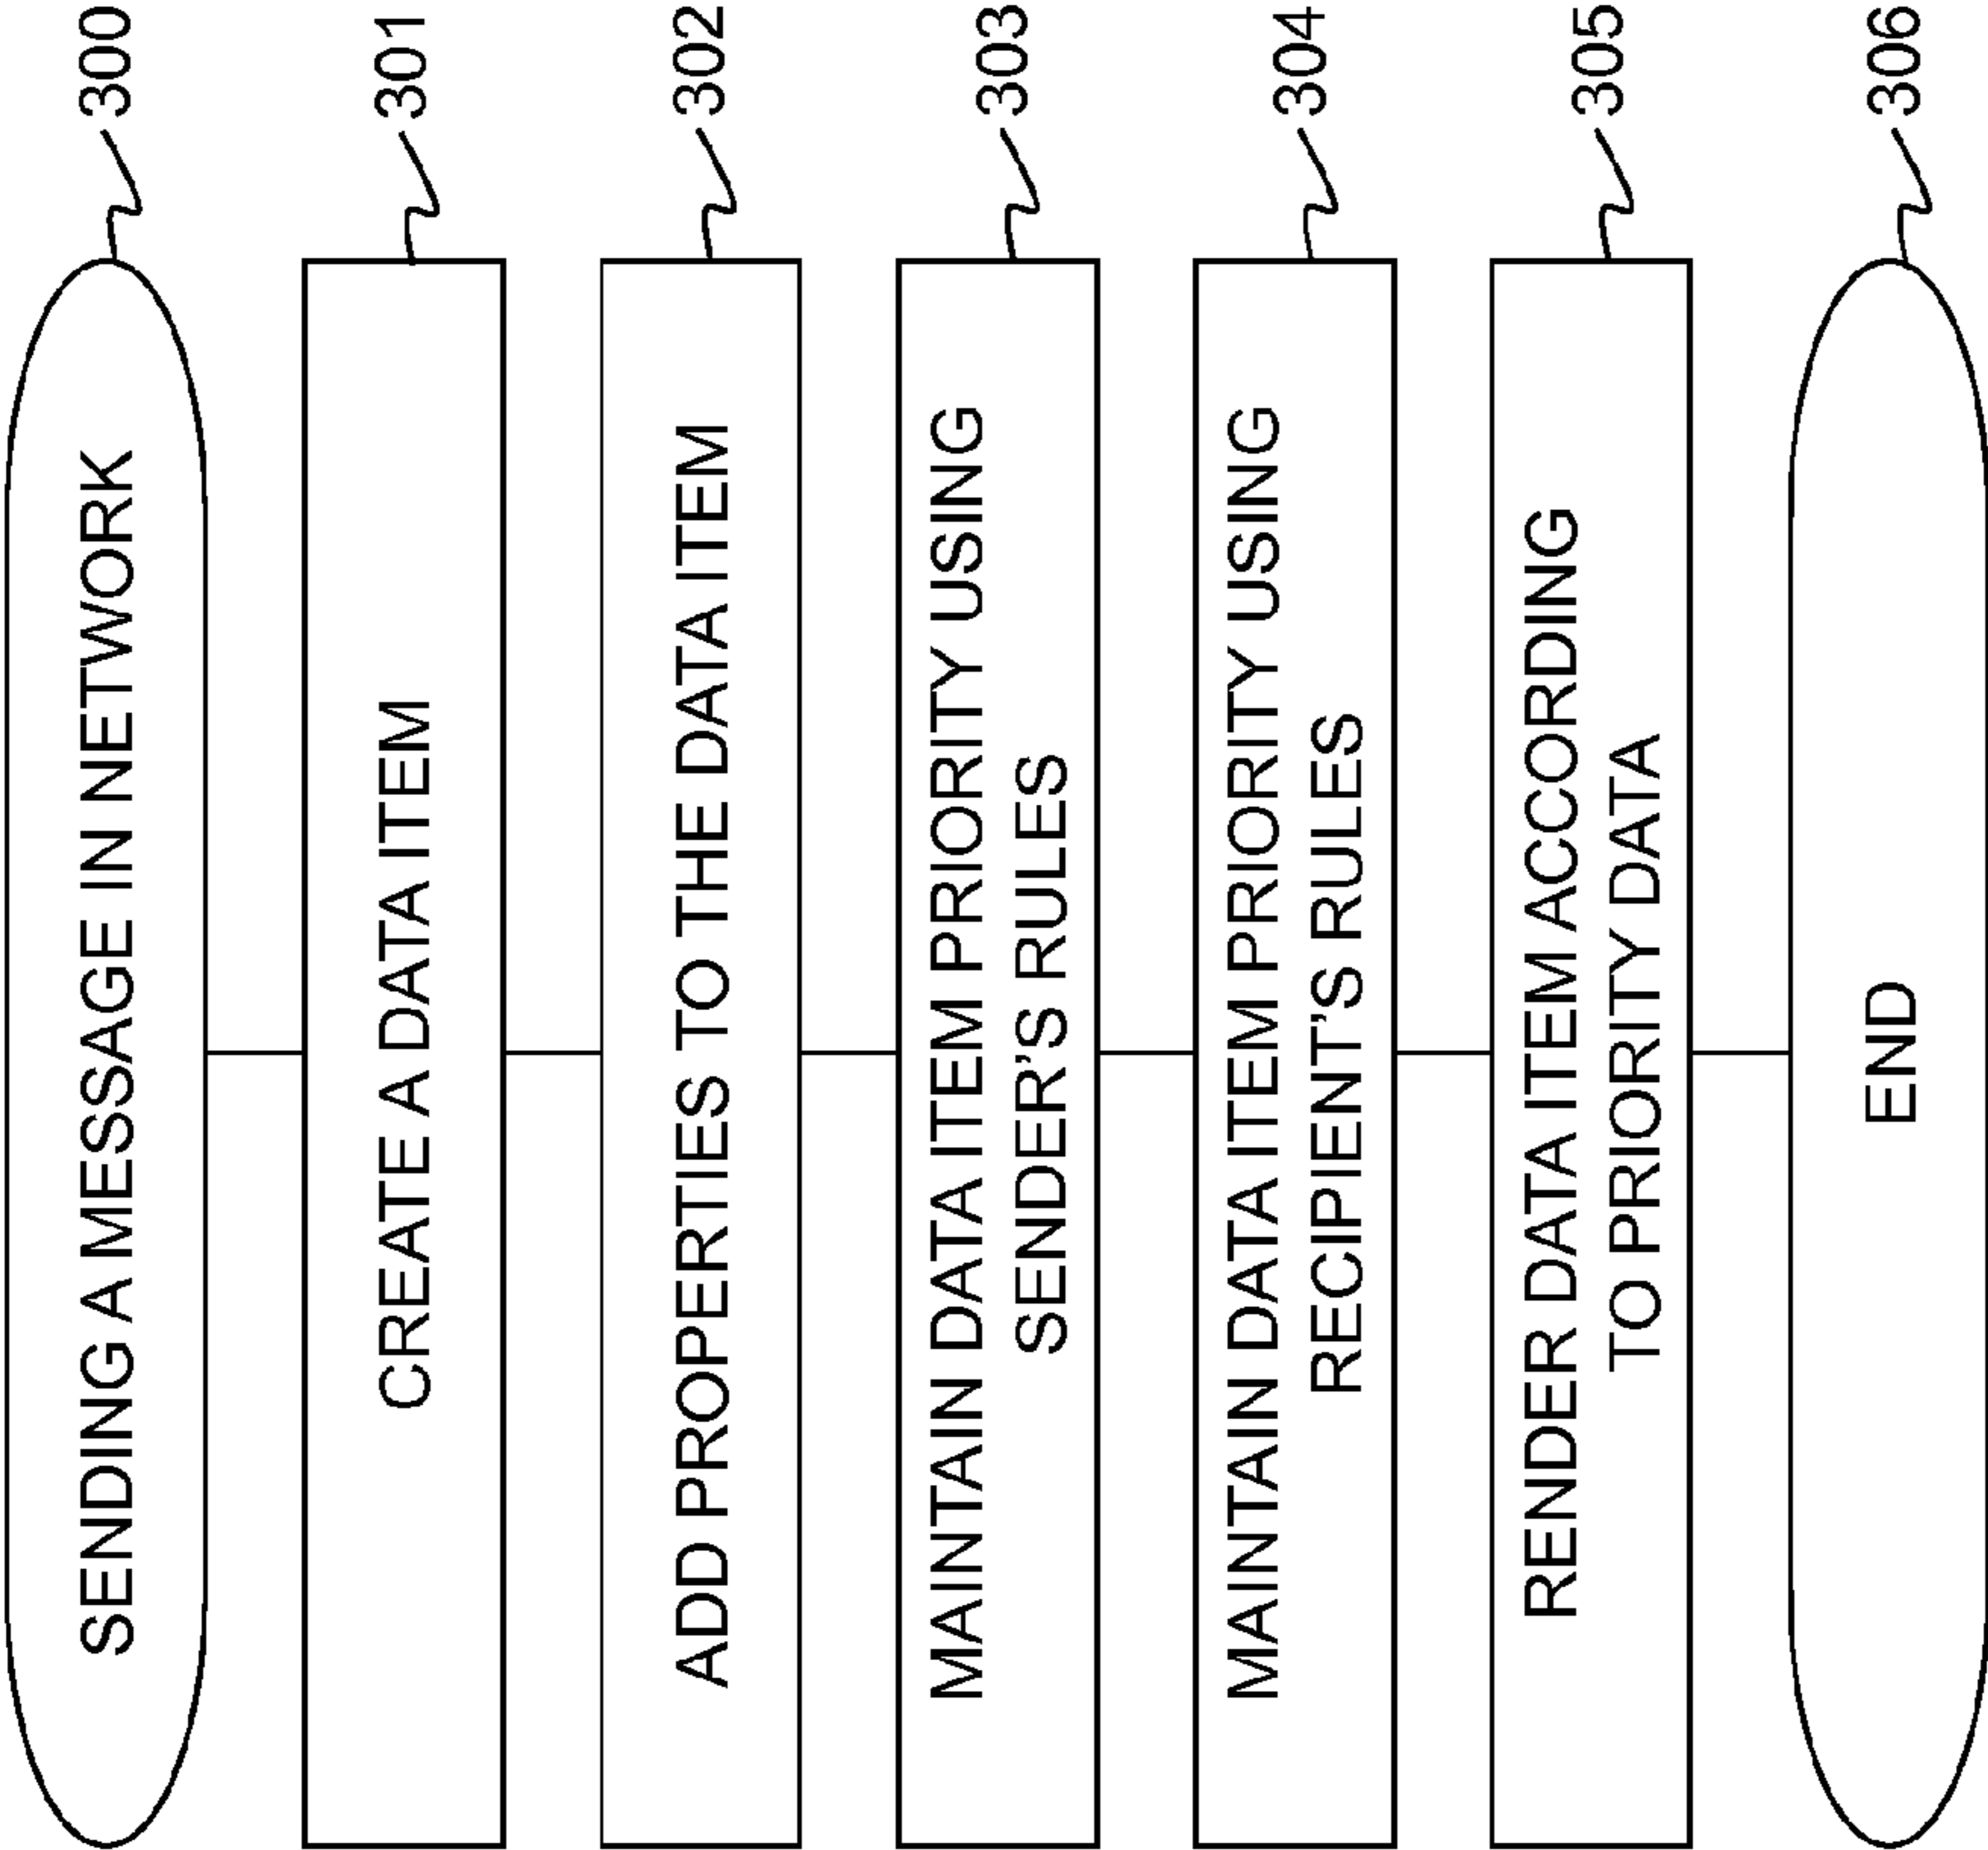 SENDING A MESSAGE IN NETWORK
300
CREATE A DATA ITEM
301
ADD PROPERTIES TO THE DATA ITEM
302
MAINTAIN DATA ITEM PRIORITY USING
SENDER'S RULES
303
MAINTAIN DATA ITEM PRIORITY USING
RECIPIENT'S RULES
304
RENDER DATA ITEM ACCORDING
TO PRIORITY DATA
305
END
306